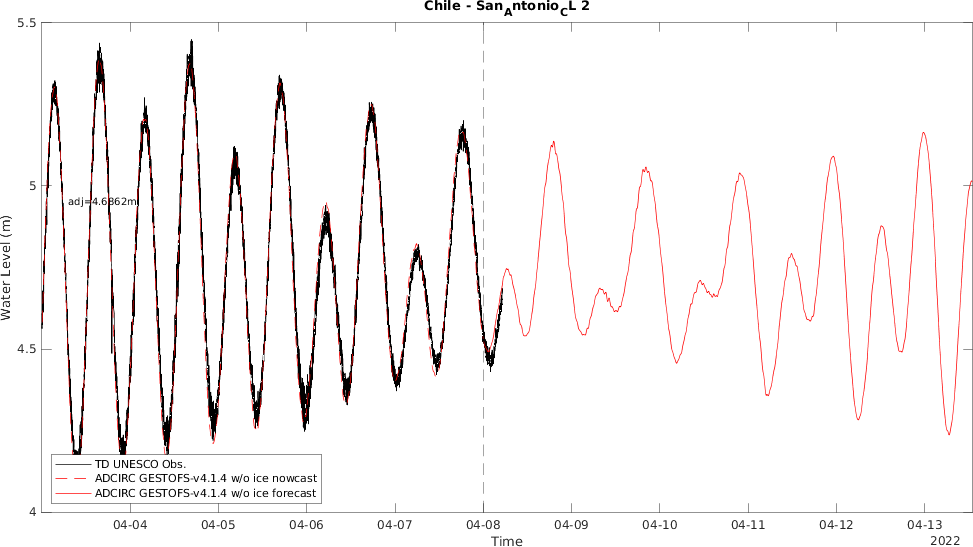 Chile - SanAntonioCL 2
5.5
5
4.5
4
Water Level (m)
adj=4.6862m
TD UNESCO Obs.
ADCIRC GESTOFS-v4.1.4 w/o ice nowcast
ADCIRC GESTOFS-v4.1.4 w/o ice forecast
04-04 04-05 04-06 04-07 04-08 04-09 04-10 04-11 04-12 04-13
Time
2022